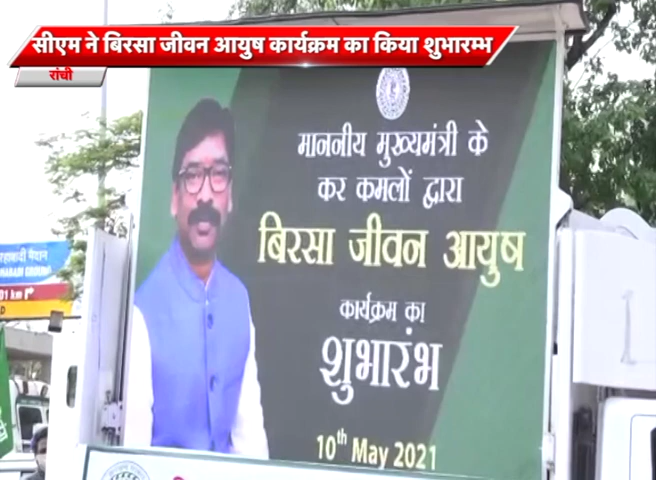 सीएम ने बिरसा जीवन आयुष कार्यक्रम का किया शुभारम्भ
रांची
माननीय मुख्यमंत्री के
कर कमलों द्वारा
बिरसा जीवन आयुष
कार्यक्रम का
शुभारंभ
10th May 2021